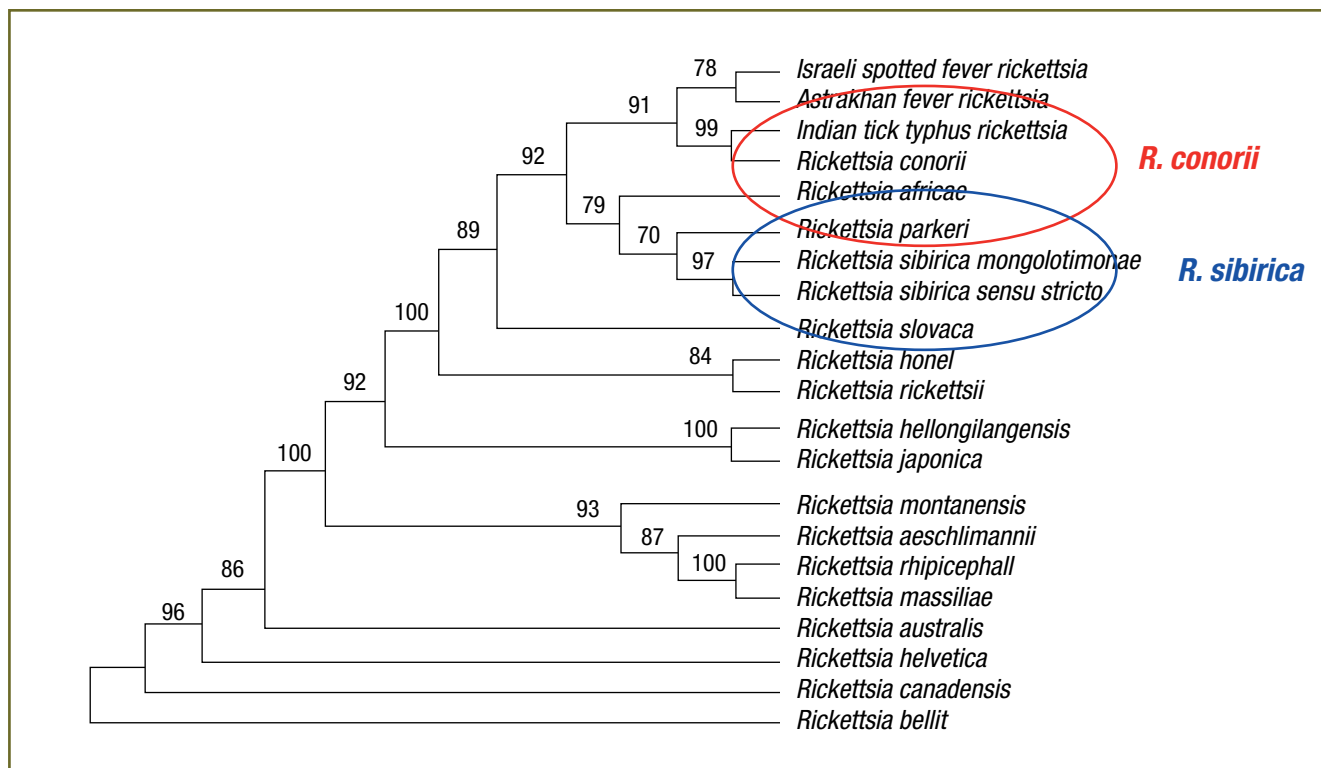 78
Israeli spotted fever rickettsia
Astrakhan fever rickettsia
91
99
Indian tick typhus rickettsia
Rickettsia conorii
R. conorii
92
Rickettsia africae
79
Rickettsia parkeri
70
89
97
Rickettsia sibirica mongolotimonae
R. sibirica
Rickettsia sibirica sensu stricto
100
Rickettsia slovaca
84
Rickettsia honel
Rickettsia rickettsii
92
100
Rickettsia hellongilangensis
Rickettsia japonica
100
93
Rickettsia montanensis
87
Rickettsia aeschlimannii
100
Rickettsia rhipicephall
Rickettsia massiliae
86
96
Rickettsia australis
Rickettsia helvetica
Rickettsia canadensis
Rickettsia bellit